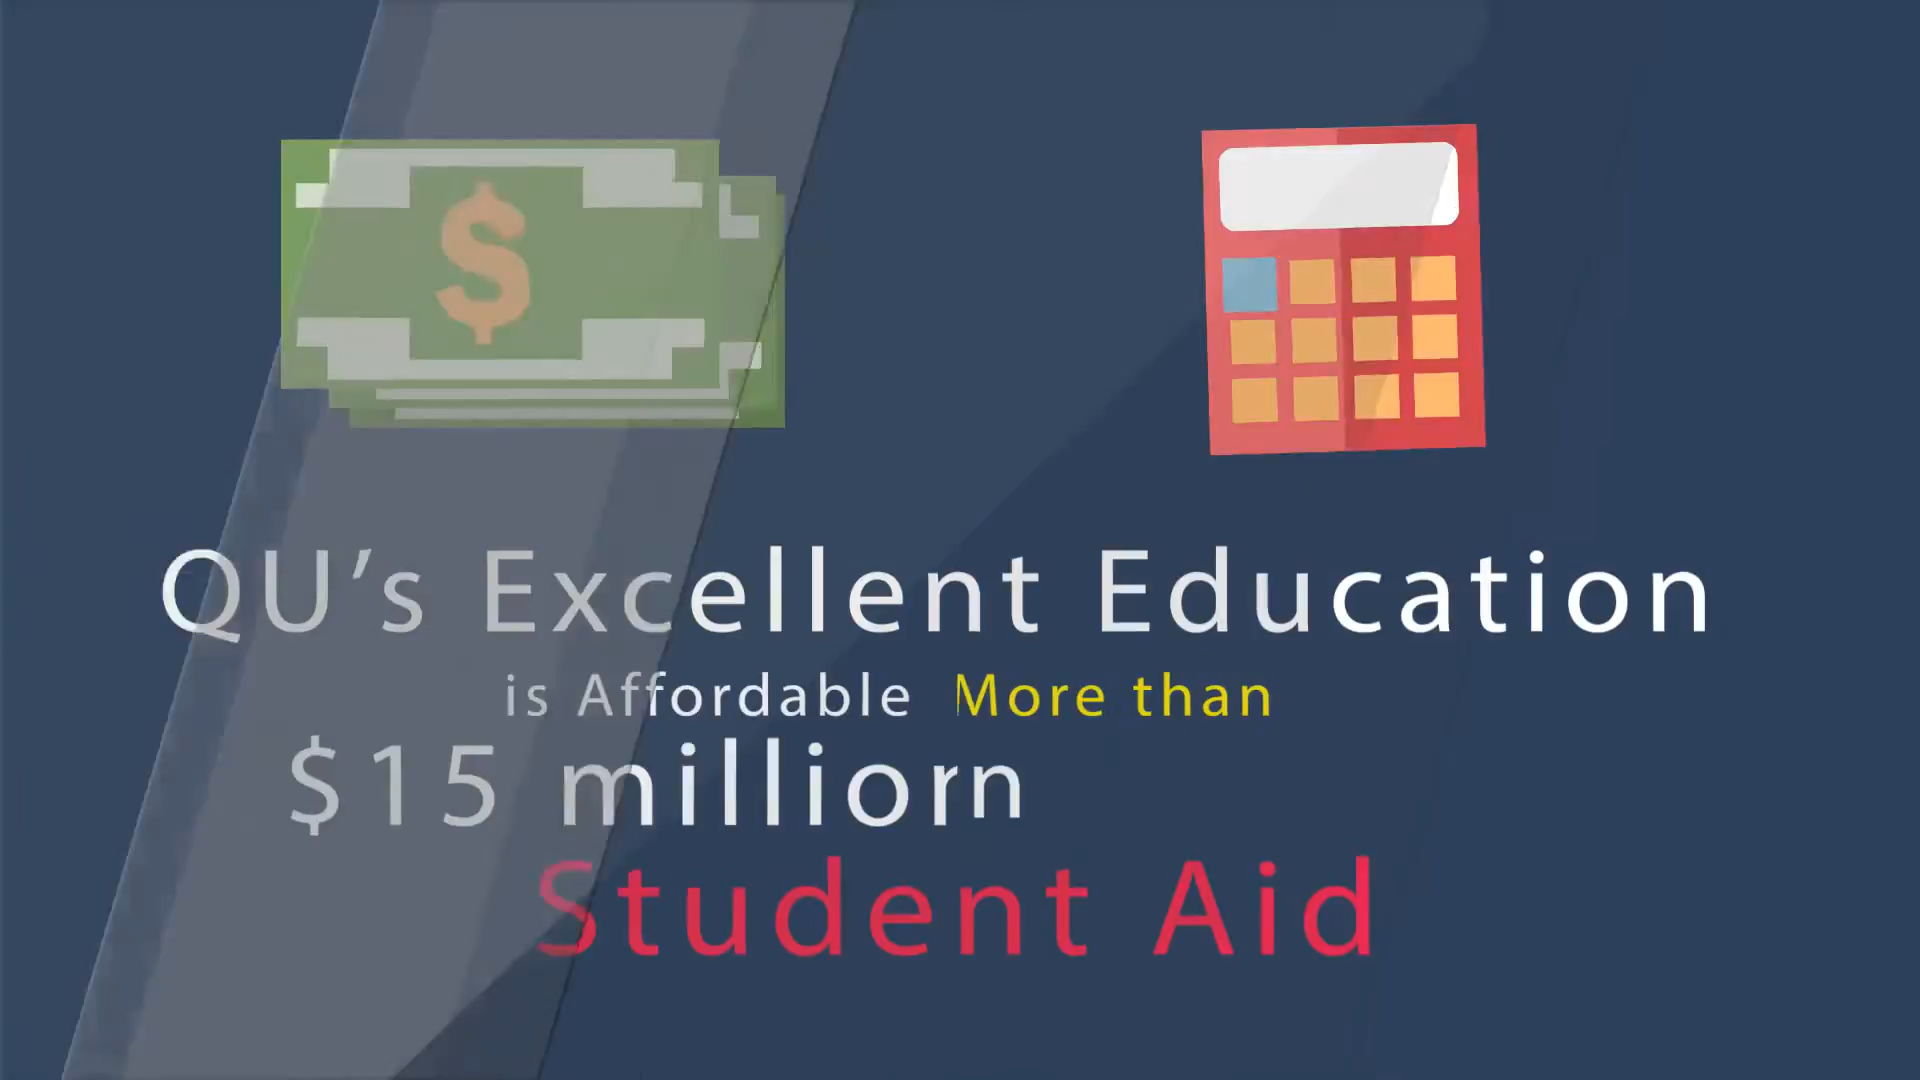 $
QU’s Excellent Education
is Affordable More than
$15 milliorn
Student Aid